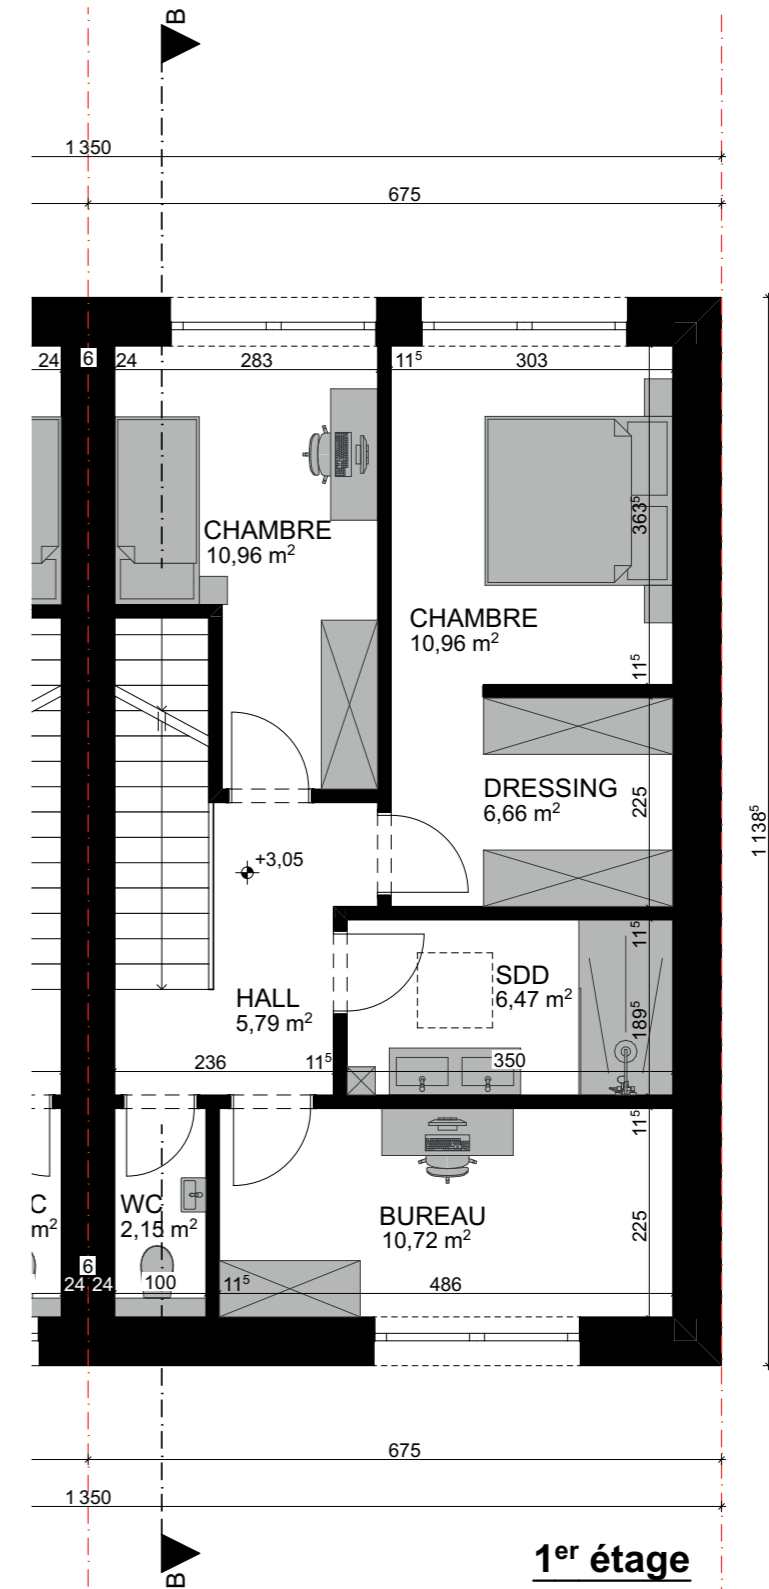 B
1 350
675
24 6 24 283 11⁵ 303
CHAMBRE
10,96 m²
363⁵
CHAMBRE
10,96 m²
11⁵
DRESSING
6,66 m²
225
1 138⁵
+3,05
11⁵
SDD
6,47 m²
HALL
5,79 m²
189⁵
236 11⁵ 350
11⁵
C
m²
WC
2,15 m²
BUREAU
10,72 m²
225
6
24 24 100 11⁵ 486
675
1 350
B
1er étage